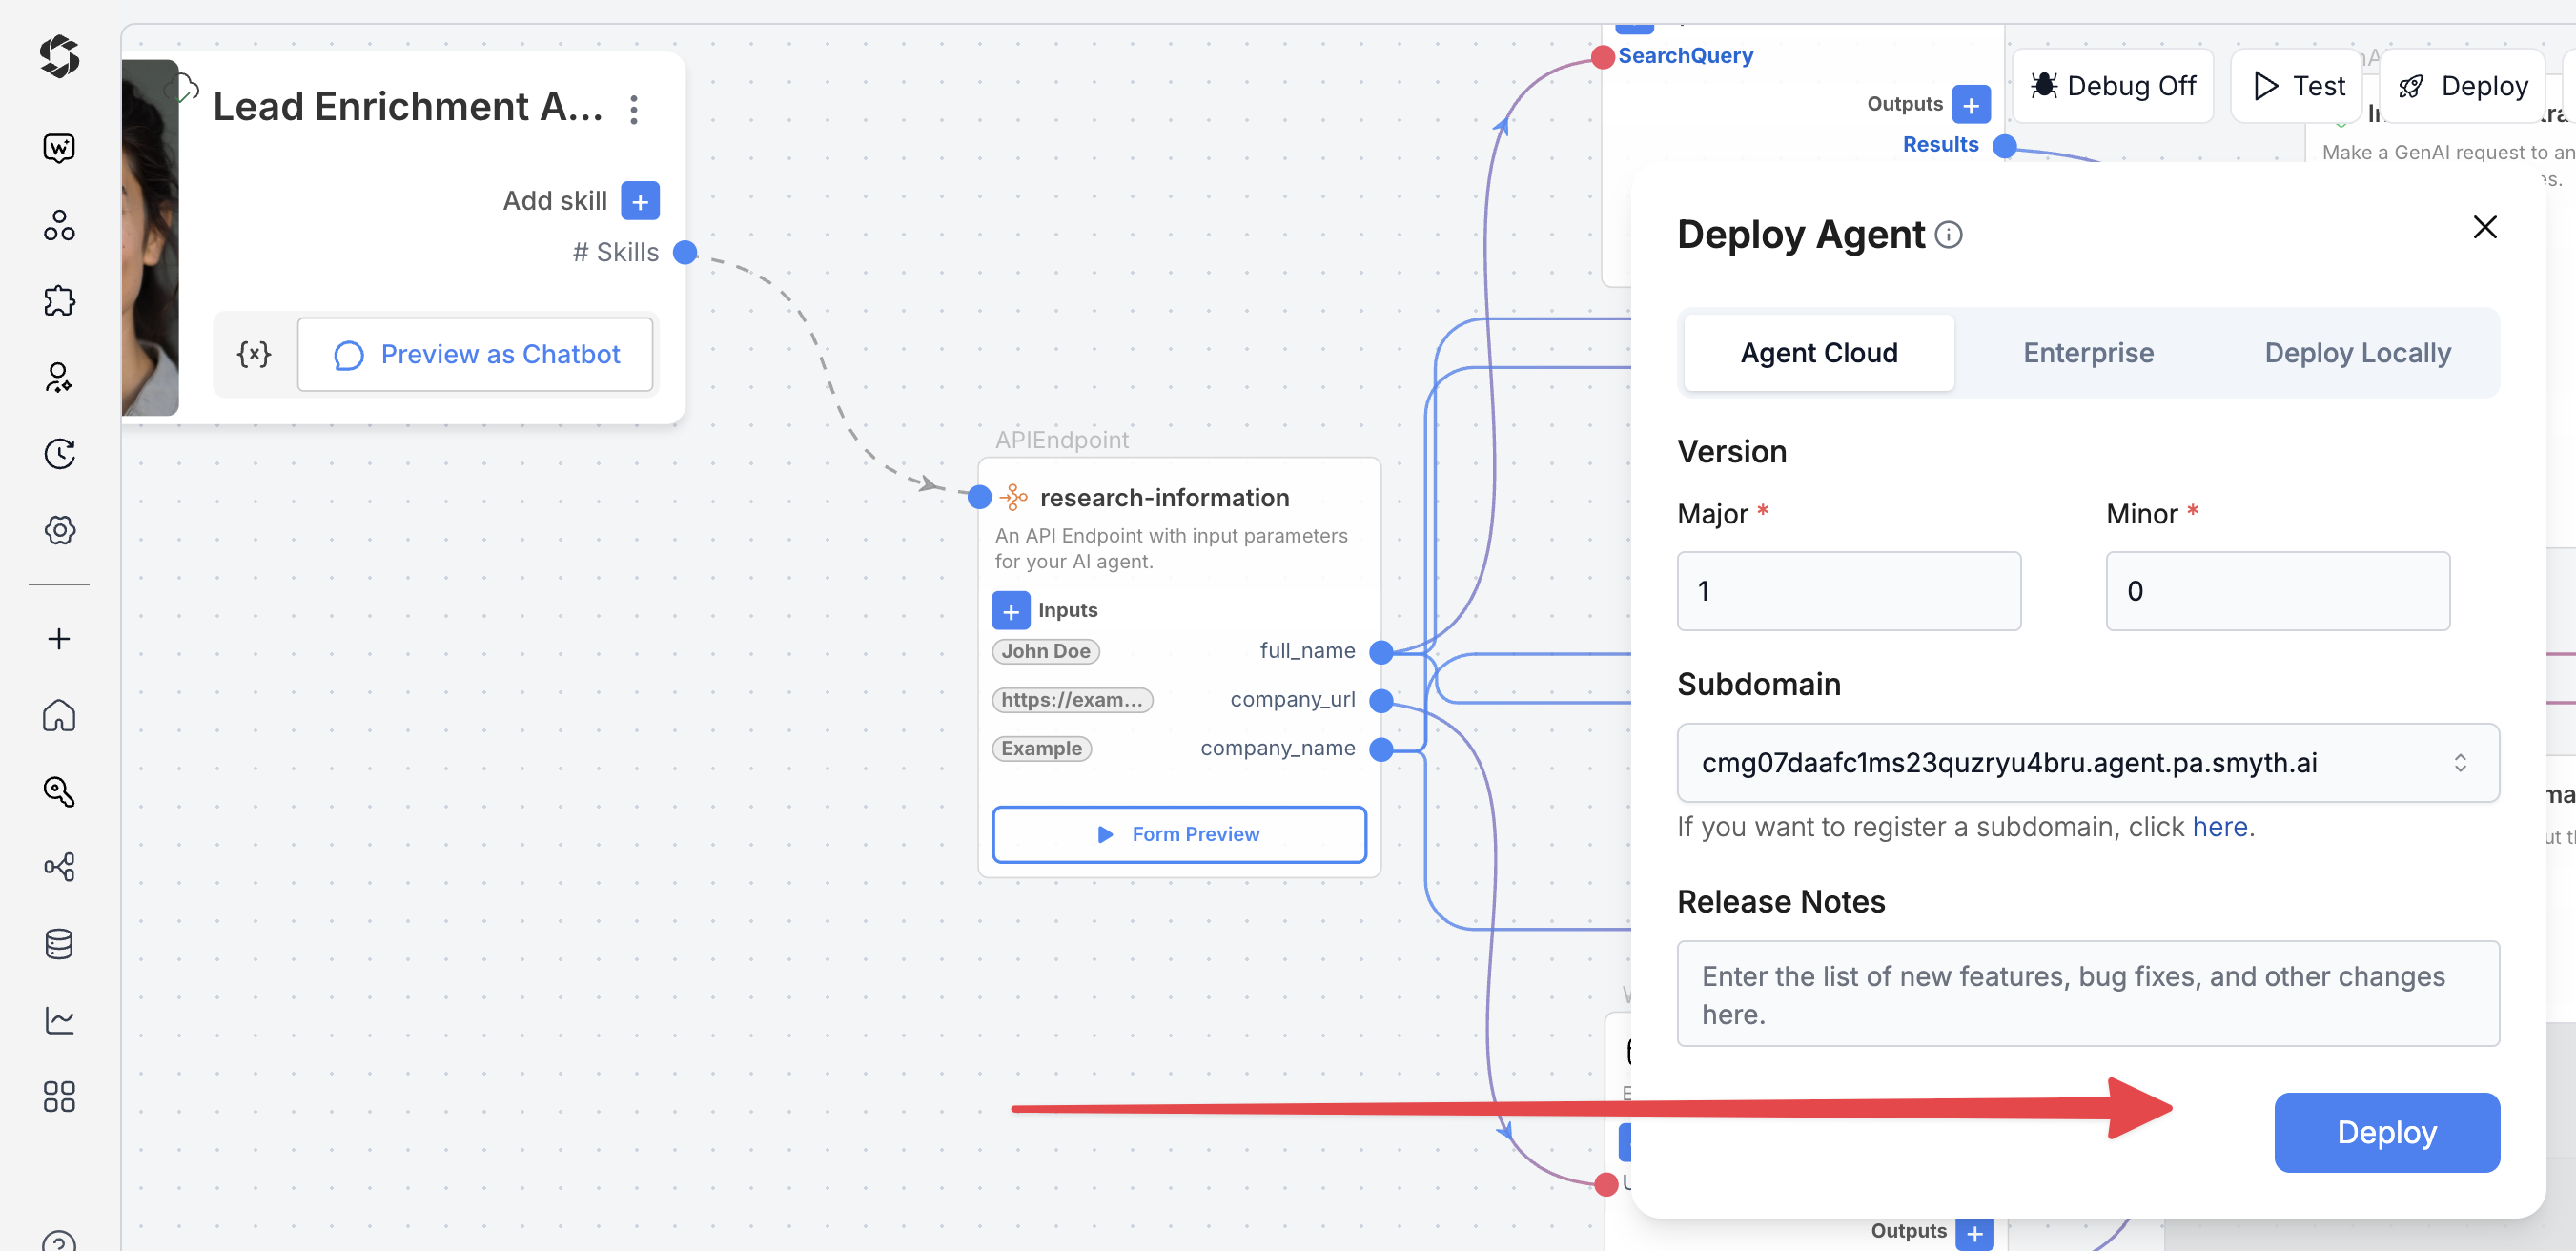 Lead Enrichment A...
Add skill
# Skills
{x}
Preview as Chatbot
APIEndpoint
research-information
An API Endpoint with input parameters
for your AI agent.
Inputs
John Doe
full_name
https://exam...
company_url
Example
company_name
Form Preview
SearchQuery
Outputs
Results
Debug Off
Test
Deploy
Make a GenAI request to an
es.
Deploy Agent
Agent Cloud
Enterprise
Deploy Locally
Version
Major *
Minor *
1
0
Subdomain
cmg07daafc1ms23quzryu4bru.agent.pa.smyth.ai
If you want to register a subdomain, click here.
Release Notes
Enter the list of new features, bug fixes, and other changes
here.
Deploy
Outputs